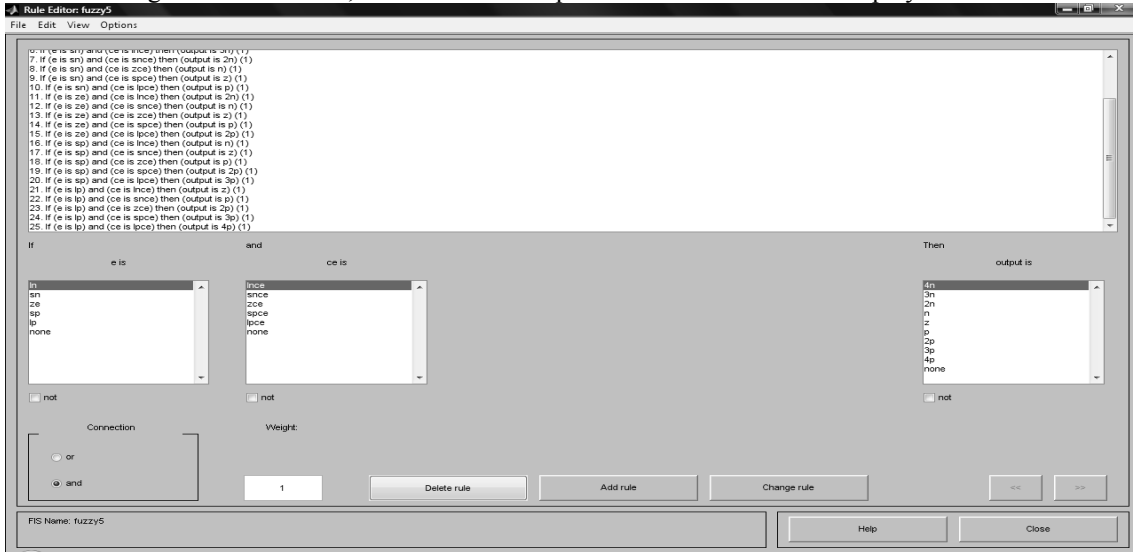 Rule Editor: fuzzy5
File Edit View Options
6. If (e is sn) and (ce is lnce) then (output is 3n) (1)
7. If (e is sn) and (ce is snce) then (output is 2n) (1)
8. If (e is sn) and (ce is zce) then (output is n) (1)
9. If (e is sn) and (ce is spce) then (output is z) (1)
10. If (e is sn) and (ce is lpce) then (output is p) (1)
11. If (e is ze) and (ce is lnce) then (output is 2n) (1)
12. If (e is ze) and (ce is snce) then (output is n) (1)
13. If (e is ze) and (ce is zce) then (output is z) (1)
14. If (e is ze) and (ce is spce) then (output is p) (1)
15. If (e is ze) and (ce is lpce) then (output is 2p) (1)
16. If (e is sp) and (ce is lnce) then (output is n) (1)
17. If (e is sp) and (ce is snce) then (output is z) (1)
18. If (e is sp) and (ce is zce) then (output is p) (1)
19. If (e is sp) and (ce is spce) then (output is 2p) (1)
20. If (e is sp) and (ce is lpce) then (output is 3p) (1)
21. If (e is lp) and (ce is lnce) then (output is z) (1)
22. If (e is lp) and (ce is snce) then (output is p) (1)
23. If (e is lp) and (ce is zce) then (output is 2p) (1)
24. If (e is lp) and (ce is spce) then (output is 3p) (1)
25. If (e is lp) and (ce is lpce) then (output is 4p) (1)
If and Then
e is ce is output is
ln
sn
ze
sp
lp
none
lnce
snce
zce
spce
lpce
none
4n
3n
2n
n
z
p
2p
3p
4p
none
not not not
Connection Weight:
or
and 1 Delete rule Add rule Change rule << >>
FIS Name: fuzzy5 Help Close